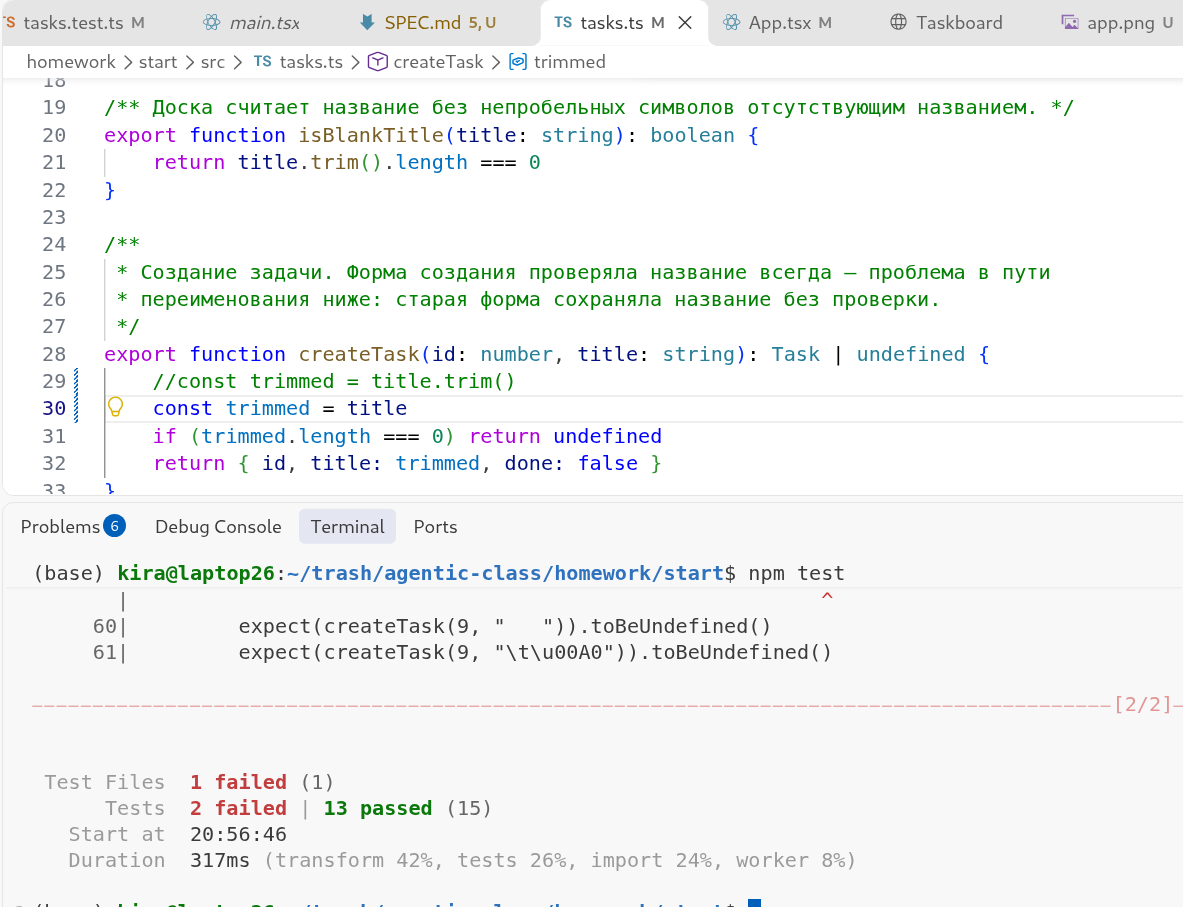 TS tasks.test.ts M main.tsx SPEC.md 5, U TS tasks.ts M App.tsx M Taskboard app.png U
homework > start > src > TS tasks.ts > createTask > trimmed
18
19 /** Доска считает название без непробельных символов отсутствующим названием. */
20 export function isBlankTitle(title: string): boolean {
21 return title.trim().length === 0
22 }
23
24 /**
25 * Создание задачи. Форма создания проверяла название всегда — проблема в пути
26 * переименования ниже: старая форма сохраняла название без проверки.
27 */
28 export function createTask(id: number, title: string): Task | undefined {
29 //const trimmed = title.trim()
30 const trimmed = title
31 if (trimmed.length === 0) return undefined
32 return { id, title: trimmed, done: false }
33 }
Problems 6 Debug Console Terminal Ports
(base) kira@laptop26:~/trash/agentic-class/homework/start$ npm test
| ^
60| expect(createTask(9, "   ")).toBeUndefined()
61| expect(createTask(9, "\t\u00A0")).toBeUndefined()
[2/2]
Test Files 1 failed (1)
Tests 2 failed | 13 passed (15)
Start at 20:56:46
Duration 317ms (transform 42%, tests 26%, import 24%, worker 8%)